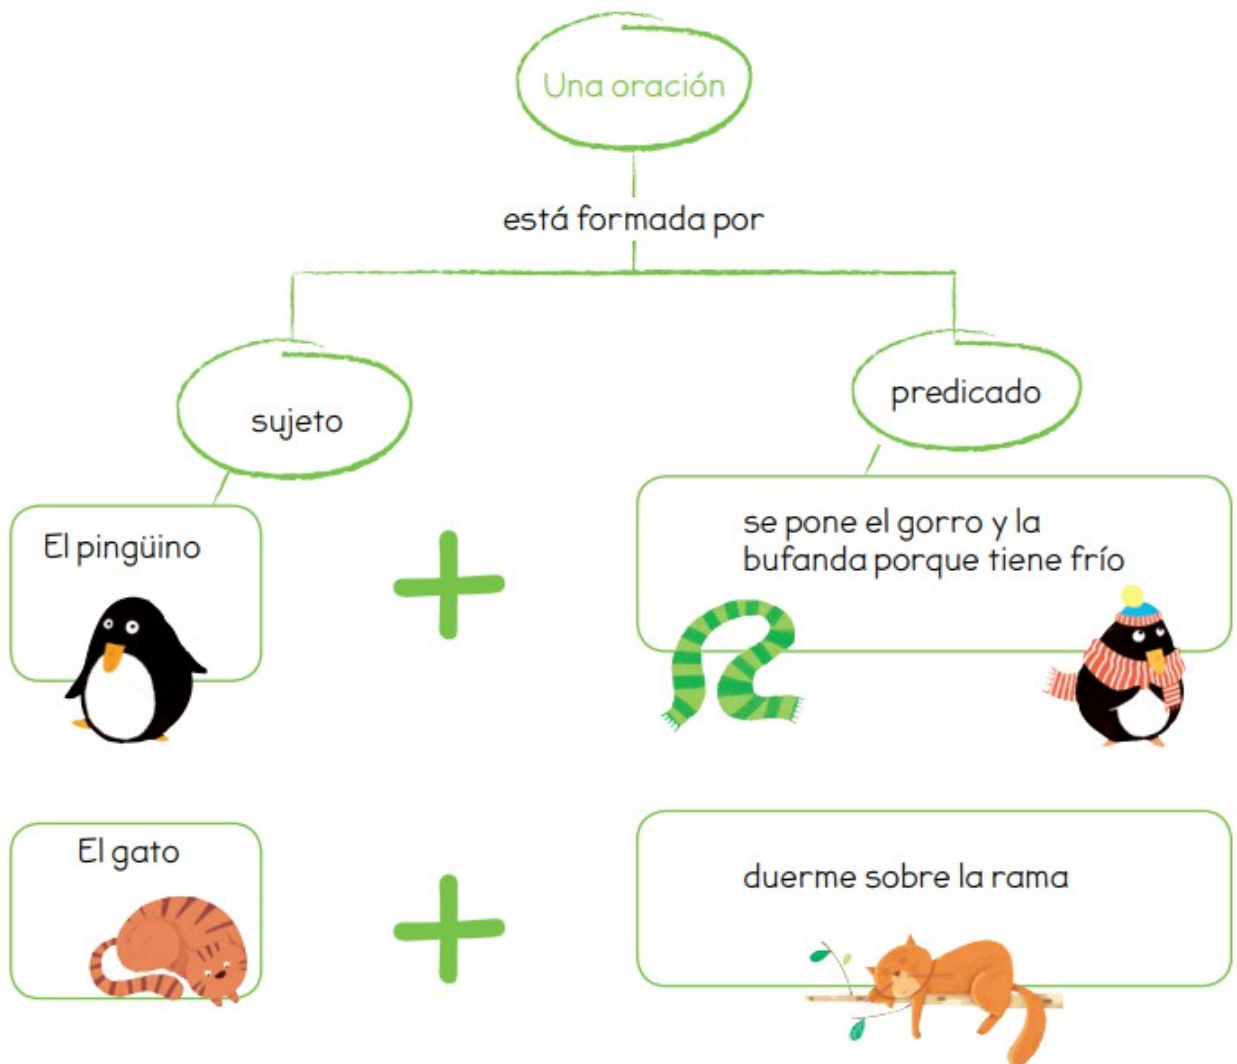 Una oración
está formada por
sujeto
predicado
El pingüino
se pone el gorro y la
bufanda porque tiene frío
El gato
duerme sobre la rama